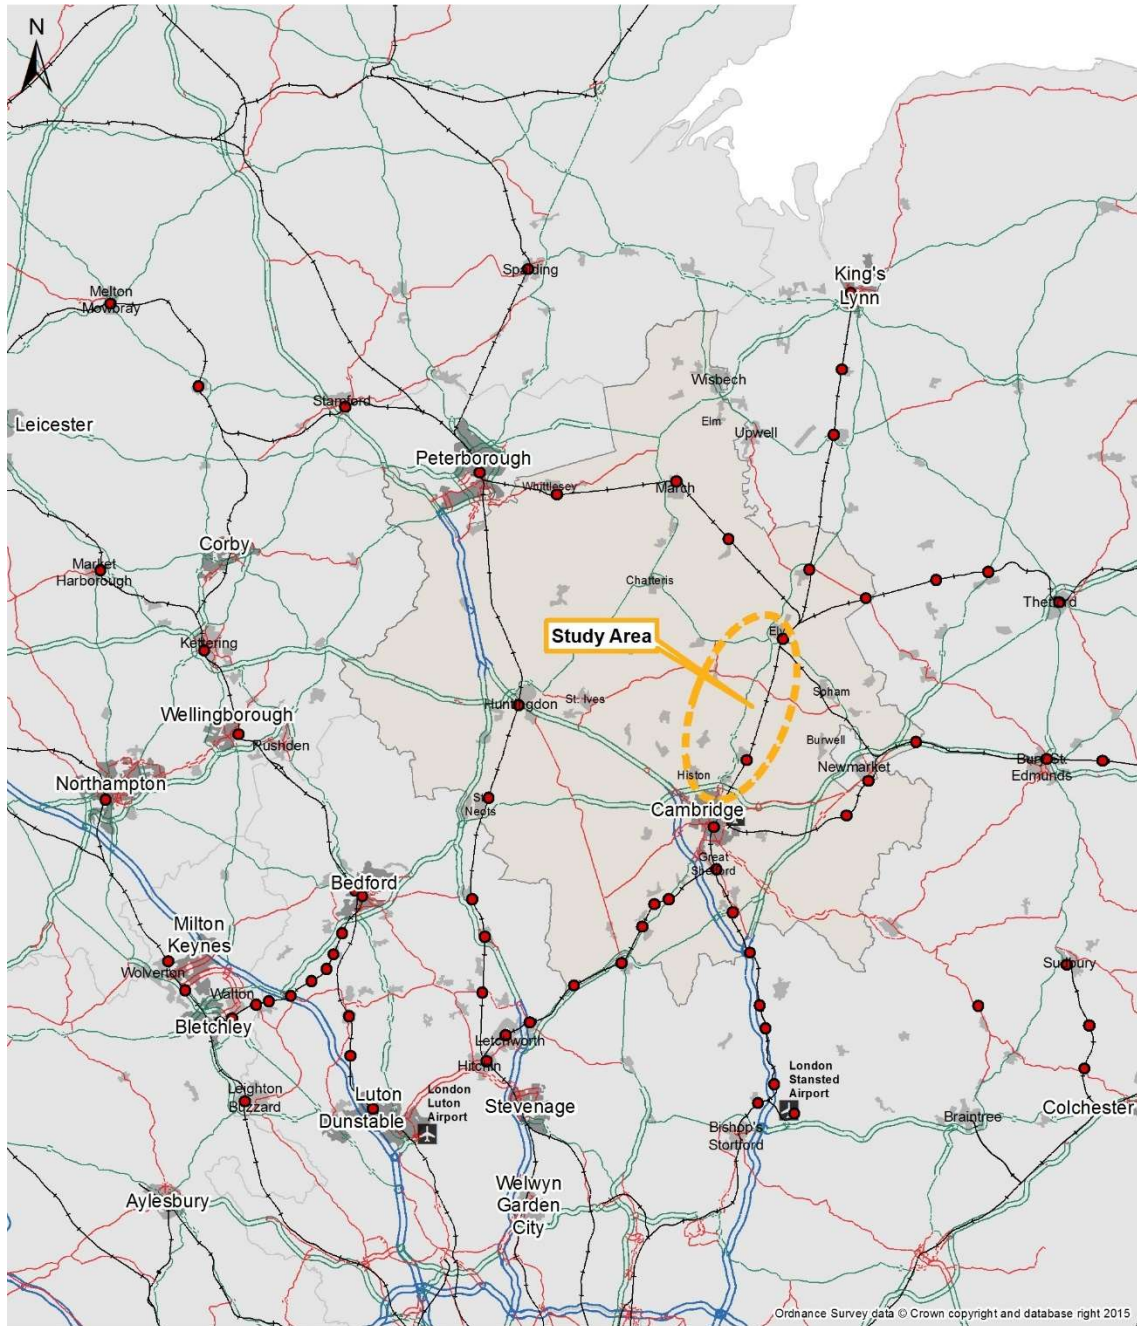 N
Spalding
King's
Lynn
Melton
Mowbray
Wisbech
Stamford
Elm
Leicester
Upwell
Peterborough
Whittlesey
March
Corby
Market
Harborough
Chatteris
Thetford
Study Area
Ely
Kettering
Soham
St. Ives
Huntingdon
Wellingborough
Rushden
Burwell
Newmarket
Bury St.
Edmunds
Histon
Northampton
St.
Neots
Cambridge
Great
Shelford
Bedford
Milton
Keynes
Wolverton
Sudbury
Walton
Bletchley
Letchworth
Hitchin
London
Stansted
Airport
Leighton
Buzzard
Luton
Dunstable
London
Luton
Airport
Stevenage
Braintree
Colchester
Bishop's
Stortford
Welwyn
Garden
City
Aylesbury
Ordnance Survey data © Crown copyright and database right 2015